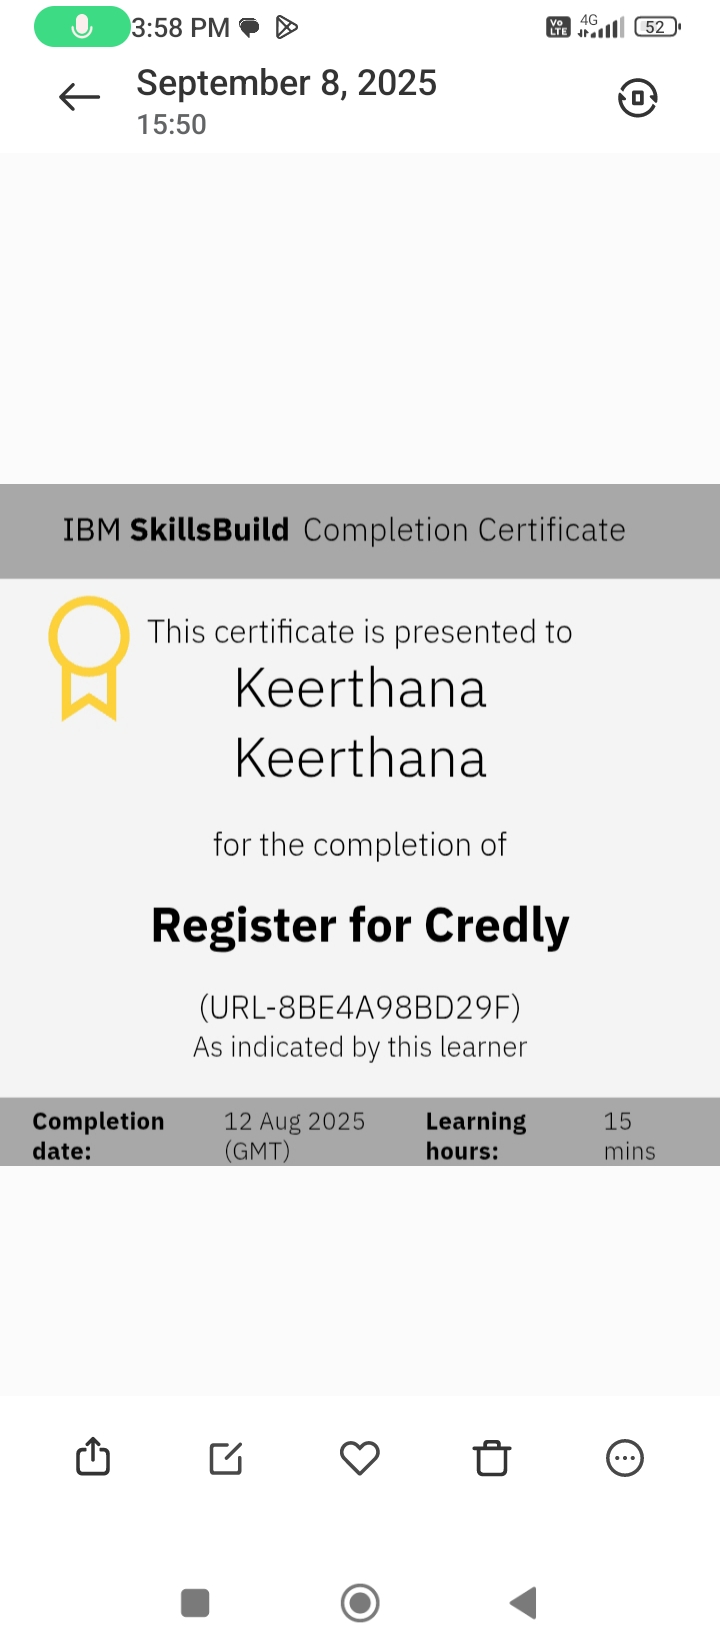 3:58 PM
Vo LTE 4G 52
September 8, 2025
15:50
IBM SkillsBuild Completion Certificate
This certificate is presented to
Keerthana
Keerthana
for the completion of
Register for Credly
(URL-8BE4A98BD29F)
As indicated by this learner
Completion date: 12 Aug 2025 (GMT) Learning hours: 15 mins